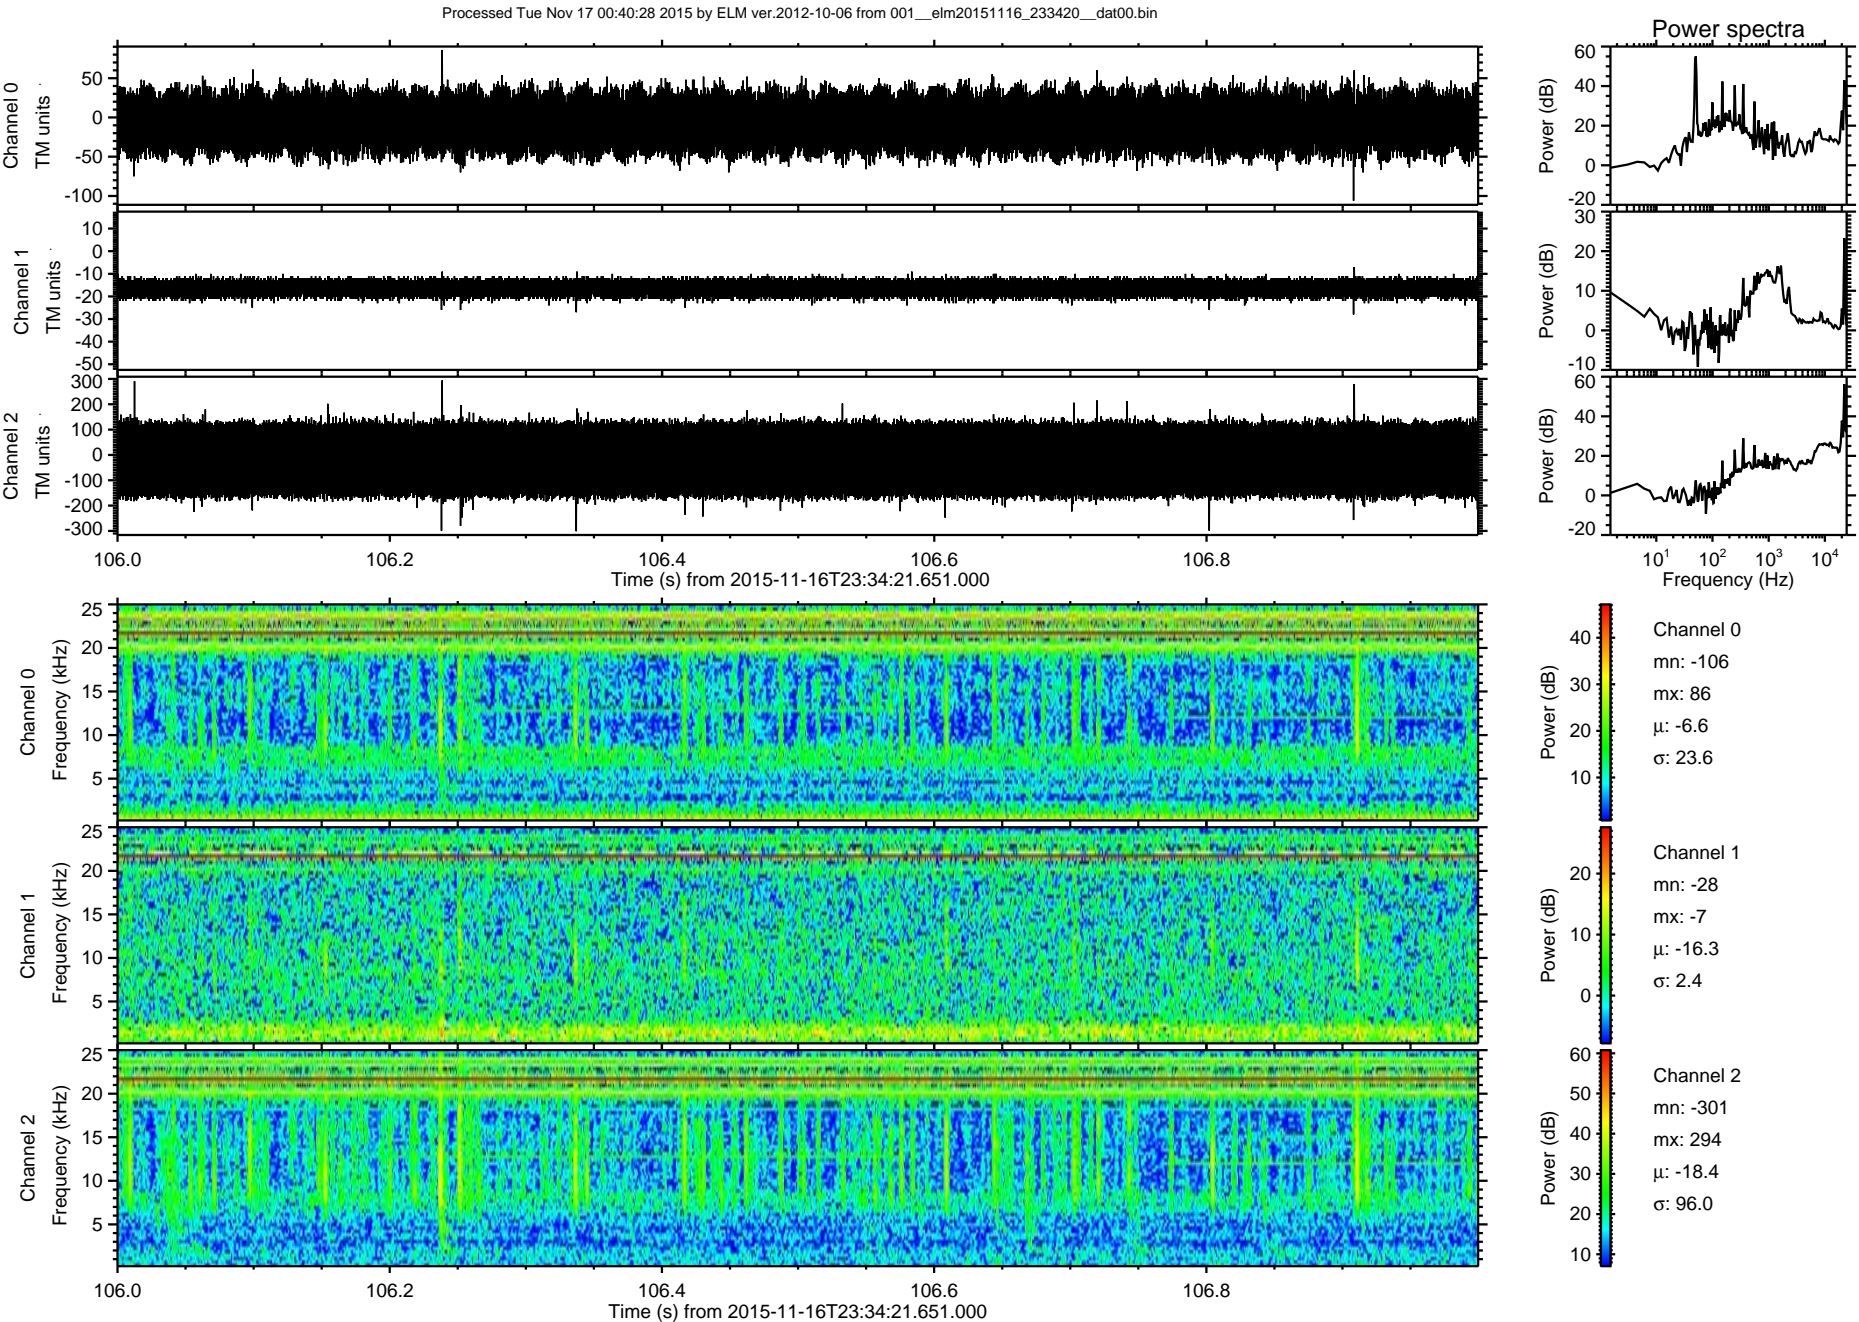 Processed Tue Nov 17 00:40:28 2015 by ELM ver.2012-10-06 from 001__elm20151116_233420__dat00.bin
Power spectra
Channel 0
TM units
50
0
-50
-100
Power (dB)
60
40
20
0
-20
Channel 1
TM units
10
0
-10
-20
-30
-40
-50
Power (dB)
30
20
10
0
-10
Channel 2
TM units
300
200
100
0
-100
-200
-300
Power (dB)
60
40
20
0
-20
106.0 106.2 106.4 106.6 106.8
Time (s) from 2015-11-16T23:34:21.651.000
10¹ 10² 10³ 10⁴
Frequency (Hz)
Channel 0
Frequency (kHz)
25
20
15
10
5
Power (dB)
40
30
20
10
Channel 0
mn: -106
mx: 86
μ: -6.6
σ: 23.6
Channel 1
Frequency (kHz)
25
20
15
10
5
Power (dB)
20
10
0
Channel 1
mn: -28
mx: -7
μ: -16.3
σ: 2.4
Channel 2
Frequency (kHz)
25
20
15
10
5
Power (dB)
60
50
40
30
20
10
Channel 2
mn: -301
mx: 294
μ: -18.4
σ: 96.0
106.0 106.2 106.4 106.6 106.8
Time (s) from 2015-11-16T23:34:21.651.000